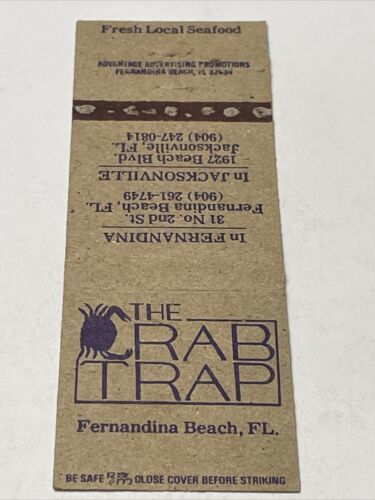 Fresh Local Seafood
ADVANTAGE ADVERTISING PROMOTIONS
FERNANDINA BEACH, FL 32034
In FERNANDINA
31 No. 2nd St.
Fernandina Beach, FL.
(904) 261-4749
In JACKSONVILLE
1927 Beach Blvd.
Jacksonville, FL.
(904) 247-0814
THE
CRAB
TRAP
Fernandina Beach, FL.
BE SAFE CLOSE COVER BEFORE STRIKING